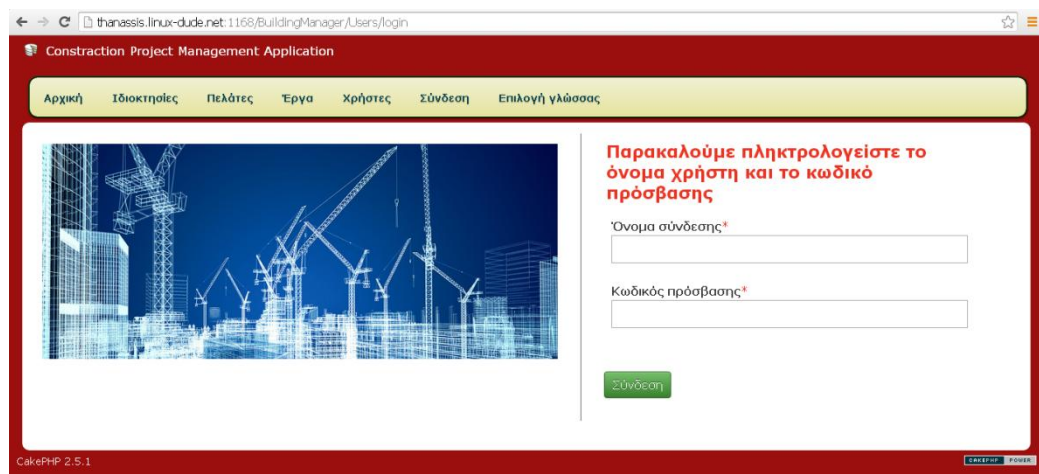 thanassis.linux-dude.net:1168/BuildingManager/Users/login
Constraction Project Management Application
Αρχική Ιδιοκτησίες Πελάτες Έργα Χρήστες Σύνδεση Επιλογή γλώσσας
Παρακαλούμε πληκτρολογείστε το
όνομα χρήστη και το κωδικό
πρόσβασης
Όνομα σύνδεσης*
Κωδικός πρόσβασης*
Σύνδεση
CakePHP 2.5.1
CAKEPHP POWER